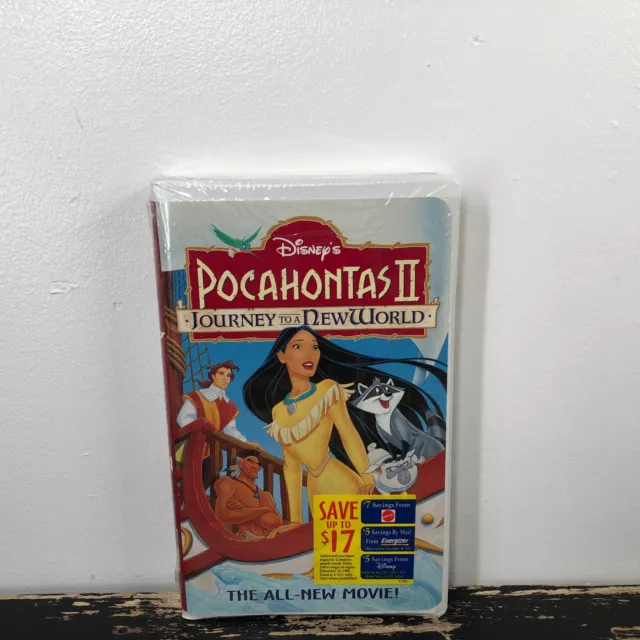 Disney's
POCAHONTAS II
JOURNEY TO A NEW WORLD
SAVE
UP TO
$17
$7 Savings From
$5 Savings By Mail
From Energizer
$5 Savings From
Disney
THE ALL-NEW MOVIE!